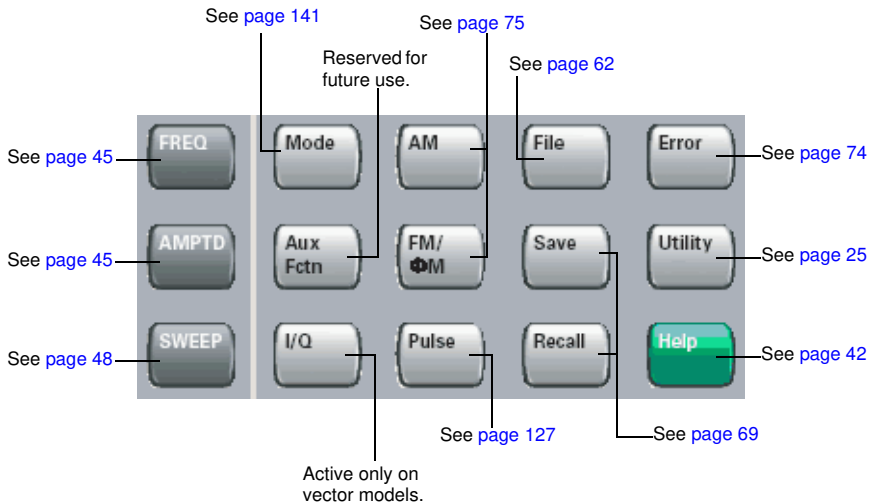 See page 141
See page 75
Reserved for
future use.
See page 62
FREQ
Mode
AM
File
Error
See page 45
See page 74
AMPTD
Aux
Fctn
FM/
ΦM
Save
Utility
See page 45
See page 25
SWEEP
I/Q
Pulse
Recall
Help
See page 48
See page 42
See page 127
See page 69
Active only on
vector models.